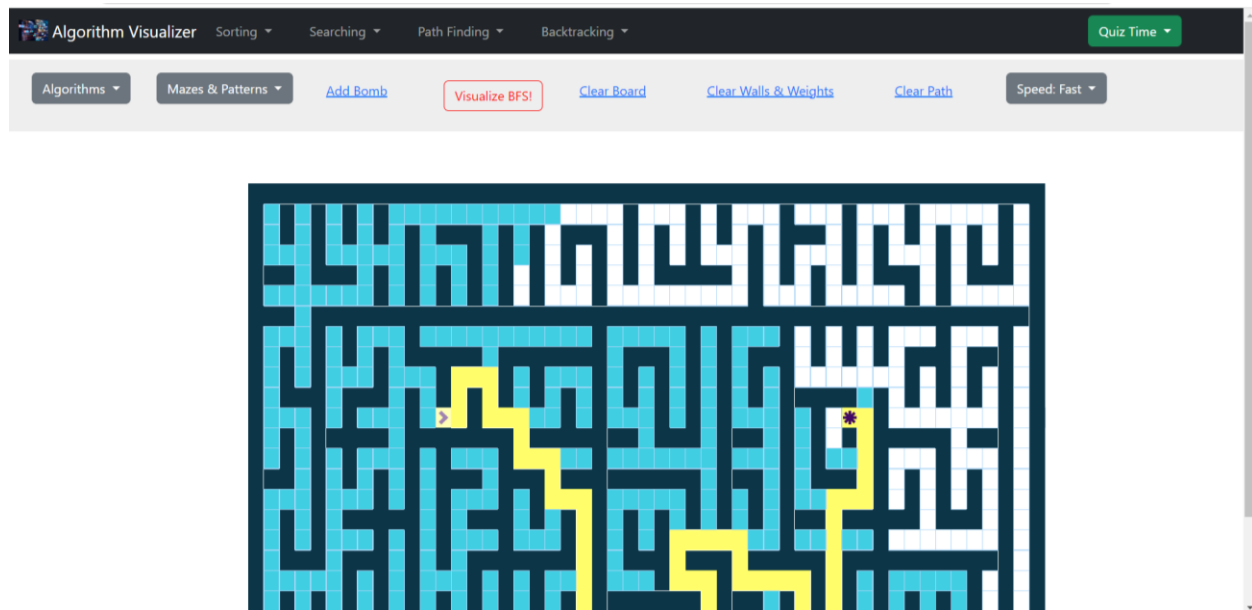 Algorithm Visualizer Sorting Searching Path Finding Backtracking Quiz Time
Algorithms Mazes & Patterns Add Bomb Visualize BFS! Clear Board Clear Walls & Weights Clear Path Speed: Fast